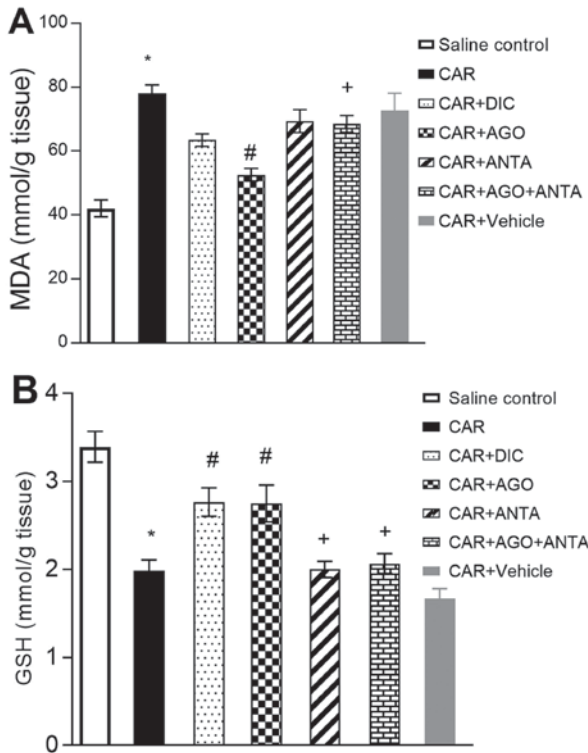 A
MDA (mmol/g tissue)
100
80
60
40
20
0
*
#
+
Saline control
CAR
CAR+DIC
CAR+AGO
CAR+ANTA
CAR+AGO+ANTA
CAR+Vehicle
B
GSH (mmol/g tissue)
4
3
2
1
0
*
#
#
+
+
Saline control
CAR
CAR+DIC
CAR+AGO
CAR+ANTA
CAR+AGO+ANTA
CAR+Vehicle